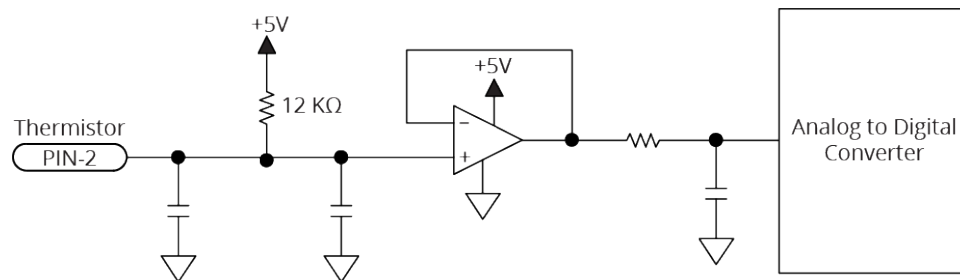 +5V
12 KΩ
Thermistor
PIN-2
+5V
−
+
Analog to Digital
Converter